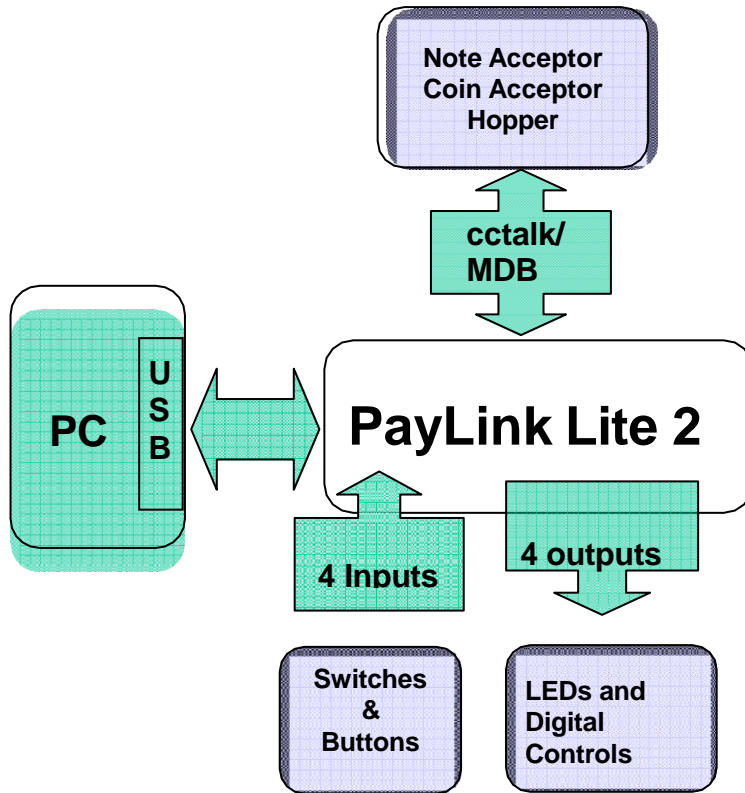 Note Acceptor
Coin Acceptor
Hopper
cctalk/
MDB
PC
U
S
B
PayLink Lite 2
4 Inputs
4 outputs
Switches
&
Buttons
LEDs and
Digital
Controls